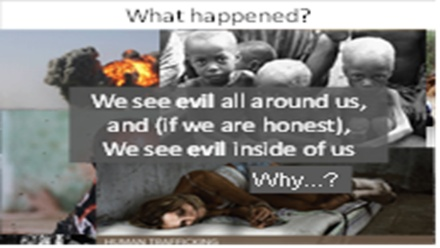 What happened?
We see evil all around us,
and (if we are honest),
We see evil inside of us
Why...?
HUMAN TRAFFICKING